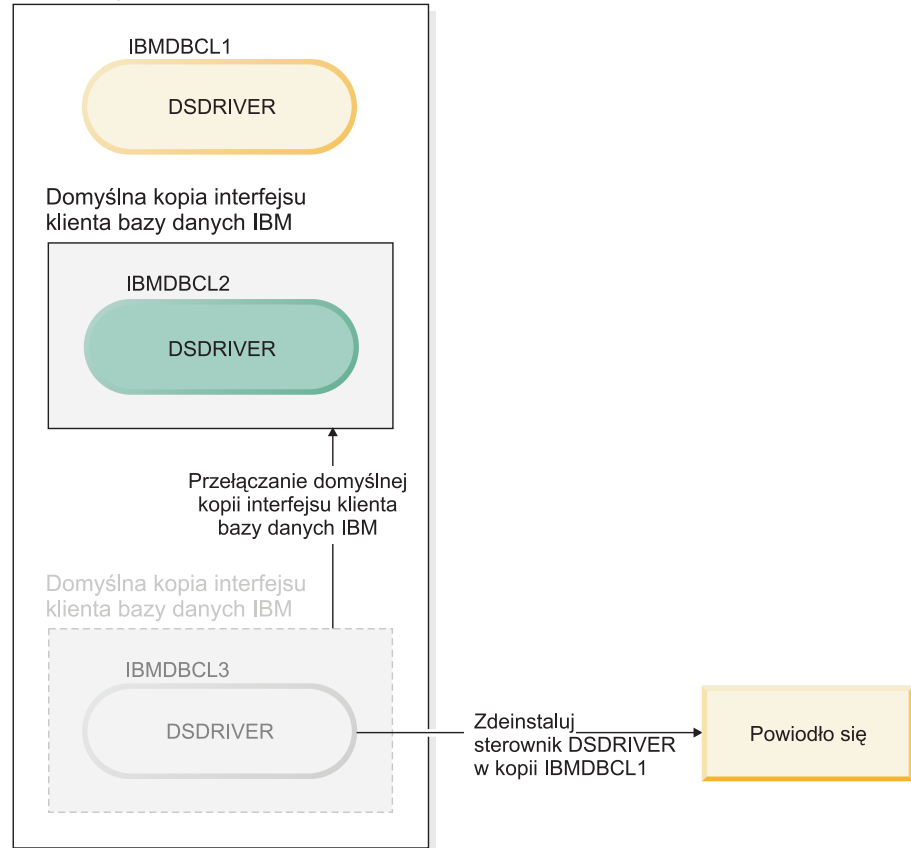 IBMDBCL1
DSDRIVER
Domyślna kopia interfejsu
klienta bazy danych IBM
IBMDBCL2
DSDRIVER
Przełączanie domyślnej
kopii interfejsu klienta
bazy danych IBM
Domyślna kopia interfejsu
klienta bazy danych IBM
IBMDBCL3
DSDRIVER
Zdeinstaluj
sterownik DSDRIVER
w kopii IBMDBCL1
Powiodło się